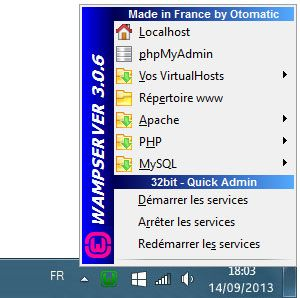 Made in France by Otomatic
WAMPSERVER 3.0.6
Localhost
phpMyAdmin
Vos VirtualHosts
Répertoire www
Apache
PHP
MySQL
32bit - Quick Admin
Démarrer les services
Arrêter les services
Redémarrer les services
FR
18:03
14/09/2013